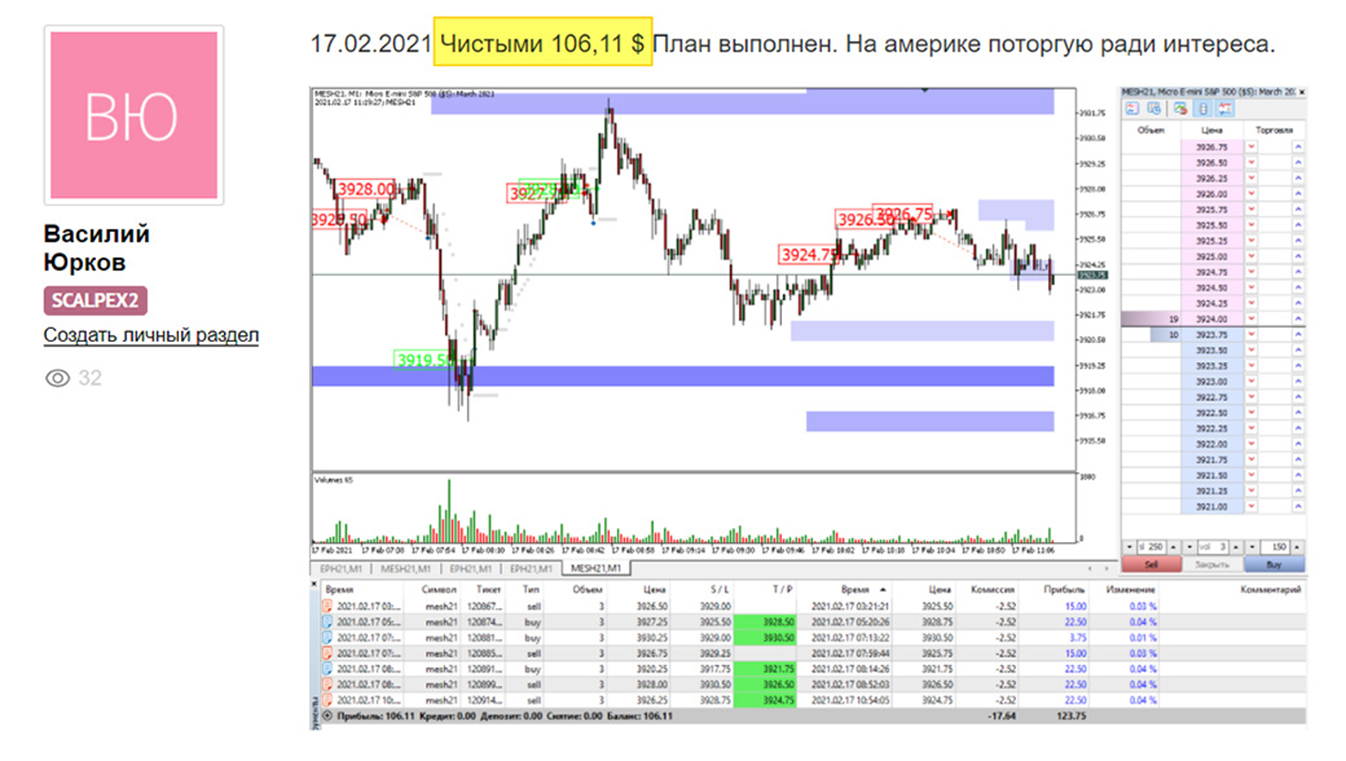 ВЮ
Василий
Юрков
SCALPEX2
Создать личный раздел
32
17.02.2021 Чистыми 106,11 $ План выполнен. На америке поторгую ради интереса.
MESH21, M1: Micro E-mini S&P 500 ($5): March 2021
2021.02.17 11:19:27; MESH21
3928.00
3926.50
3926.75
3924.75
3919.50
3931.75
3930.50
3929.25
3928.00
3926.75
3925.50
3924.25
3923.75
3923.00
3921.75
3920.50
3919.25
3918.00
3916.75
3915.50
Volumes 65
17 Feb 2021 17 Feb 07:38 17 Feb 07:54 17 Feb 08:10 17 Feb 08:26 17 Feb 08:42 17 Feb 08:58 17 Feb 09:14 17 Feb 09:30 17 Feb 09:46 17 Feb 10:02 17 Feb 10:18 17 Feb 10:34 17 Feb 10:50 17 Feb 11:06
EPH21,M1 MESH21,M1 EPH21,M1 EPH21,M1 MESH21,M1
MESH21, Micro E-mini S&P 500 ($5): March 202
Объем Цена Торговля
3926.75
3926.50
3926.25
3926.00
3925.75
3925.50
3925.25
3925.00
3924.75
3924.50
3924.25
19 3924.00
10 3923.75
3923.50
3923.25
3923.00
3922.75
3922.50
3922.25
3922.00
3921.75
3921.50
3921.25
3921.00
sl 250 vol 3 150
Sell Закрыть Buy
Время Символ Тикет Тип Объем Цена S / L T / P Время Цена Комиссия Прибыль Изменение Комментарий
2021.02.17 03:... mesh21 120867... sell 3 3926.50 3929.00 2021.02.17 03:21:21 3925.50 -2.52 15.00 0.03 %
2021.02.17 05:... mesh21 120874... buy 3 3927.25 3925.50 3928.50 2021.02.17 05:20:26 3928.75 -2.52 22.50 0.04 %
2021.02.17 07:... mesh21 120881... buy 3 3930.25 3929.00 3930.50 2021.02.17 07:13:22 3930.50 -2.52 3.75 0.01 %
2021.02.17 07:... mesh21 120885... sell 3 3926.75 3929.25 2021.02.17 07:59:44 3925.75 -2.52 15.00 0.03 %
2021.02.17 08:... mesh21 120891... buy 3 3920.25 3917.75 3921.75 2021.02.17 08:14:26 3921.75 -2.52 22.50 0.04 %
2021.02.17 08:... mesh21 120899... sell 3 3928.00 3930.50 3926.50 2021.02.17 08:52:03 3926.50 -2.52 22.50 0.04 %
2021.02.17 10:... mesh21 120914... sell 3 3926.25 3928.75 3924.75 2021.02.17 10:54:05 3924.75 -2.52 22.50 0.04 %
Прибыль: 106.11 Кредит: 0.00 Депозит: 0.00 Снятие: 0.00 Баланс: 106.11 -17.64 123.75